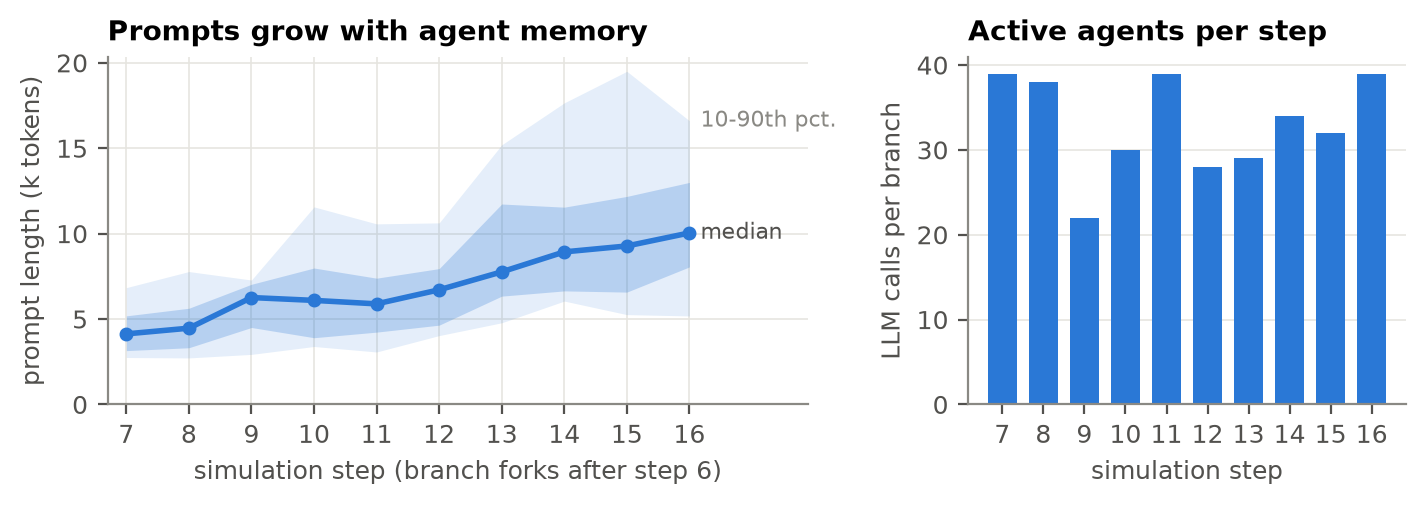 Prompts grow with agent memory
prompt length (k tokens)
20
15
10
5
0
7 8 9 10 11 12 13 14 15 16
simulation step (branch forks after step 6)
10-90th pct.
median
Active agents per step
LLM calls per branch
40
30
20
10
0
7 8 9 10 11 12 13 14 15 16
simulation step